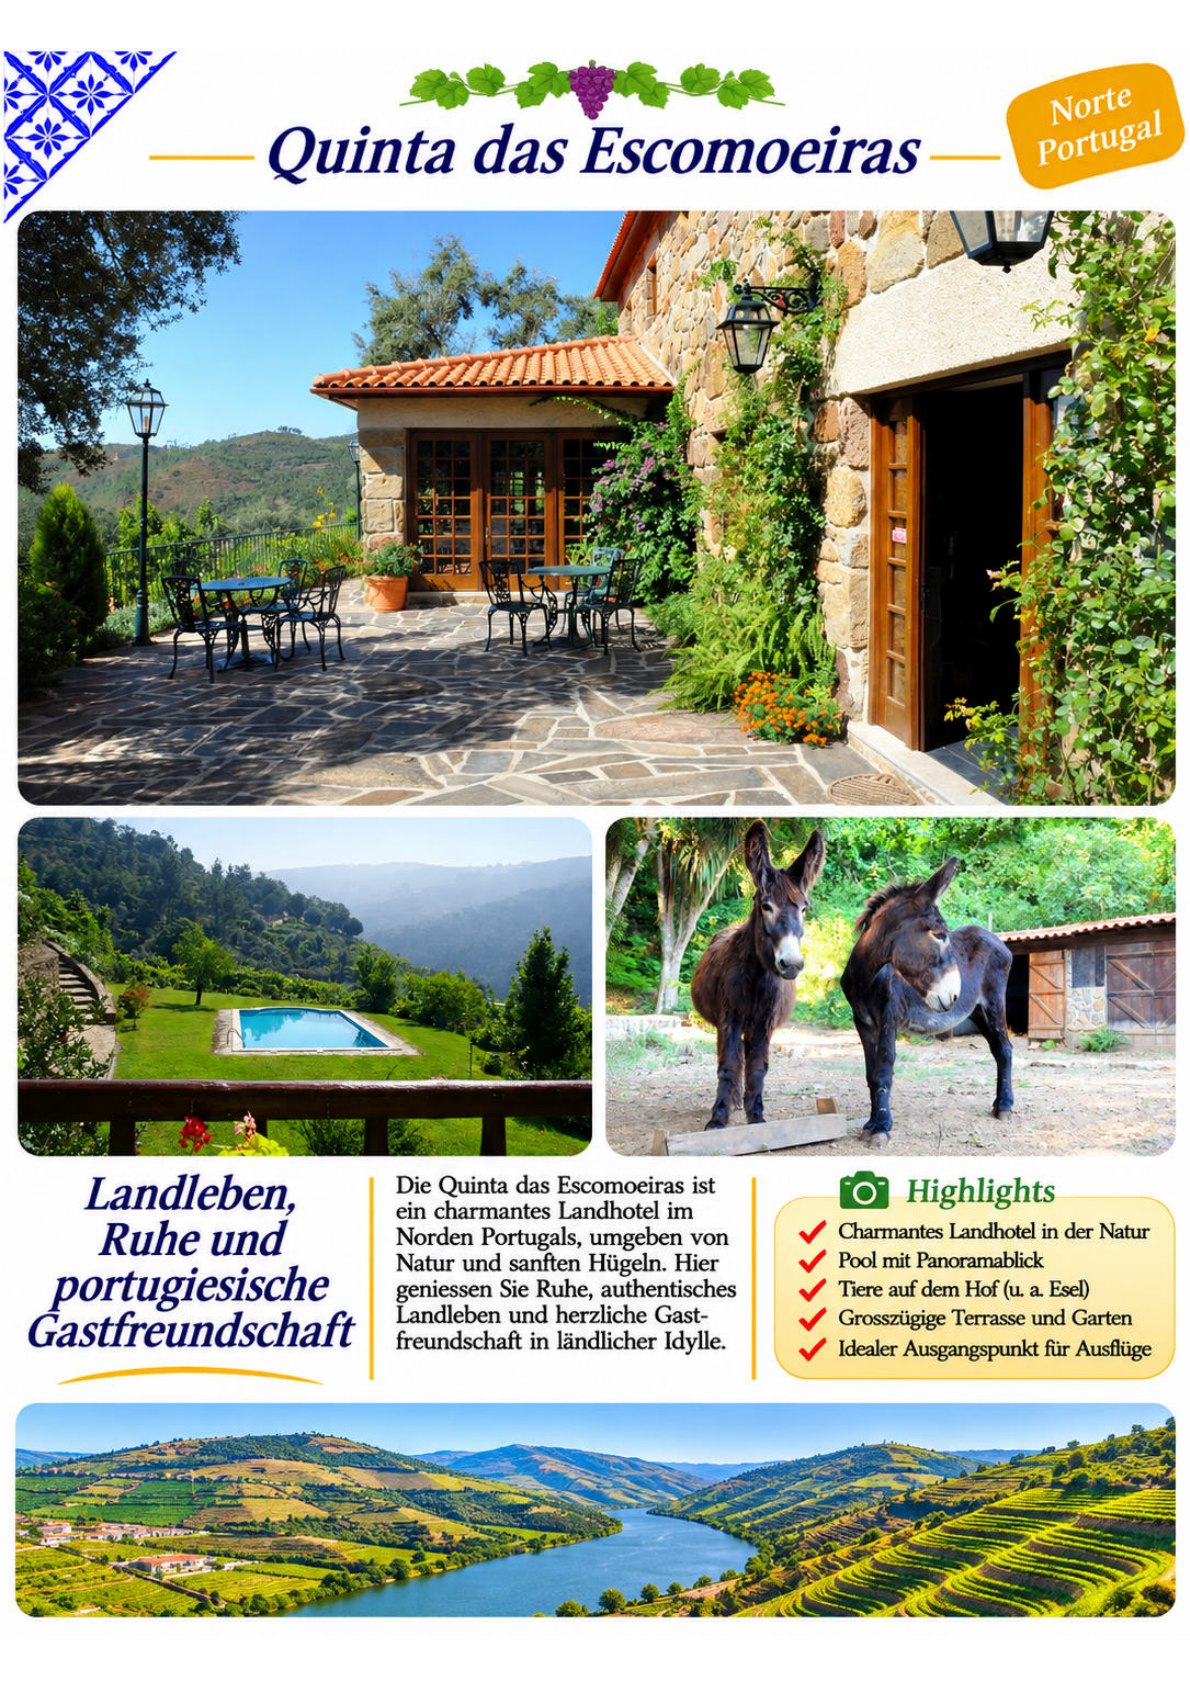 Norte
Portugal
Quinta das Escomoeiras
Landleben,
Ruhe und
portugiesische
Gastfreundschaft
Die Quinta das Escomoeiras ist
ein charmantes Landhotel im
Norden Portugals, umgeben von
Natur und sanften Hügeln. Hier
geniessen Sie Ruhe, authentisches
Landleben und herzliche Gast-
freundschaft in ländlicher Idylle.
Highlights
Charmantes Landhotel in der Natur
Pool mit Panoramablick
Tiere auf dem Hof (u. a. Esel)
Grosszügige Terrasse und Garten
Idealer Ausgangspunkt für Ausflüge